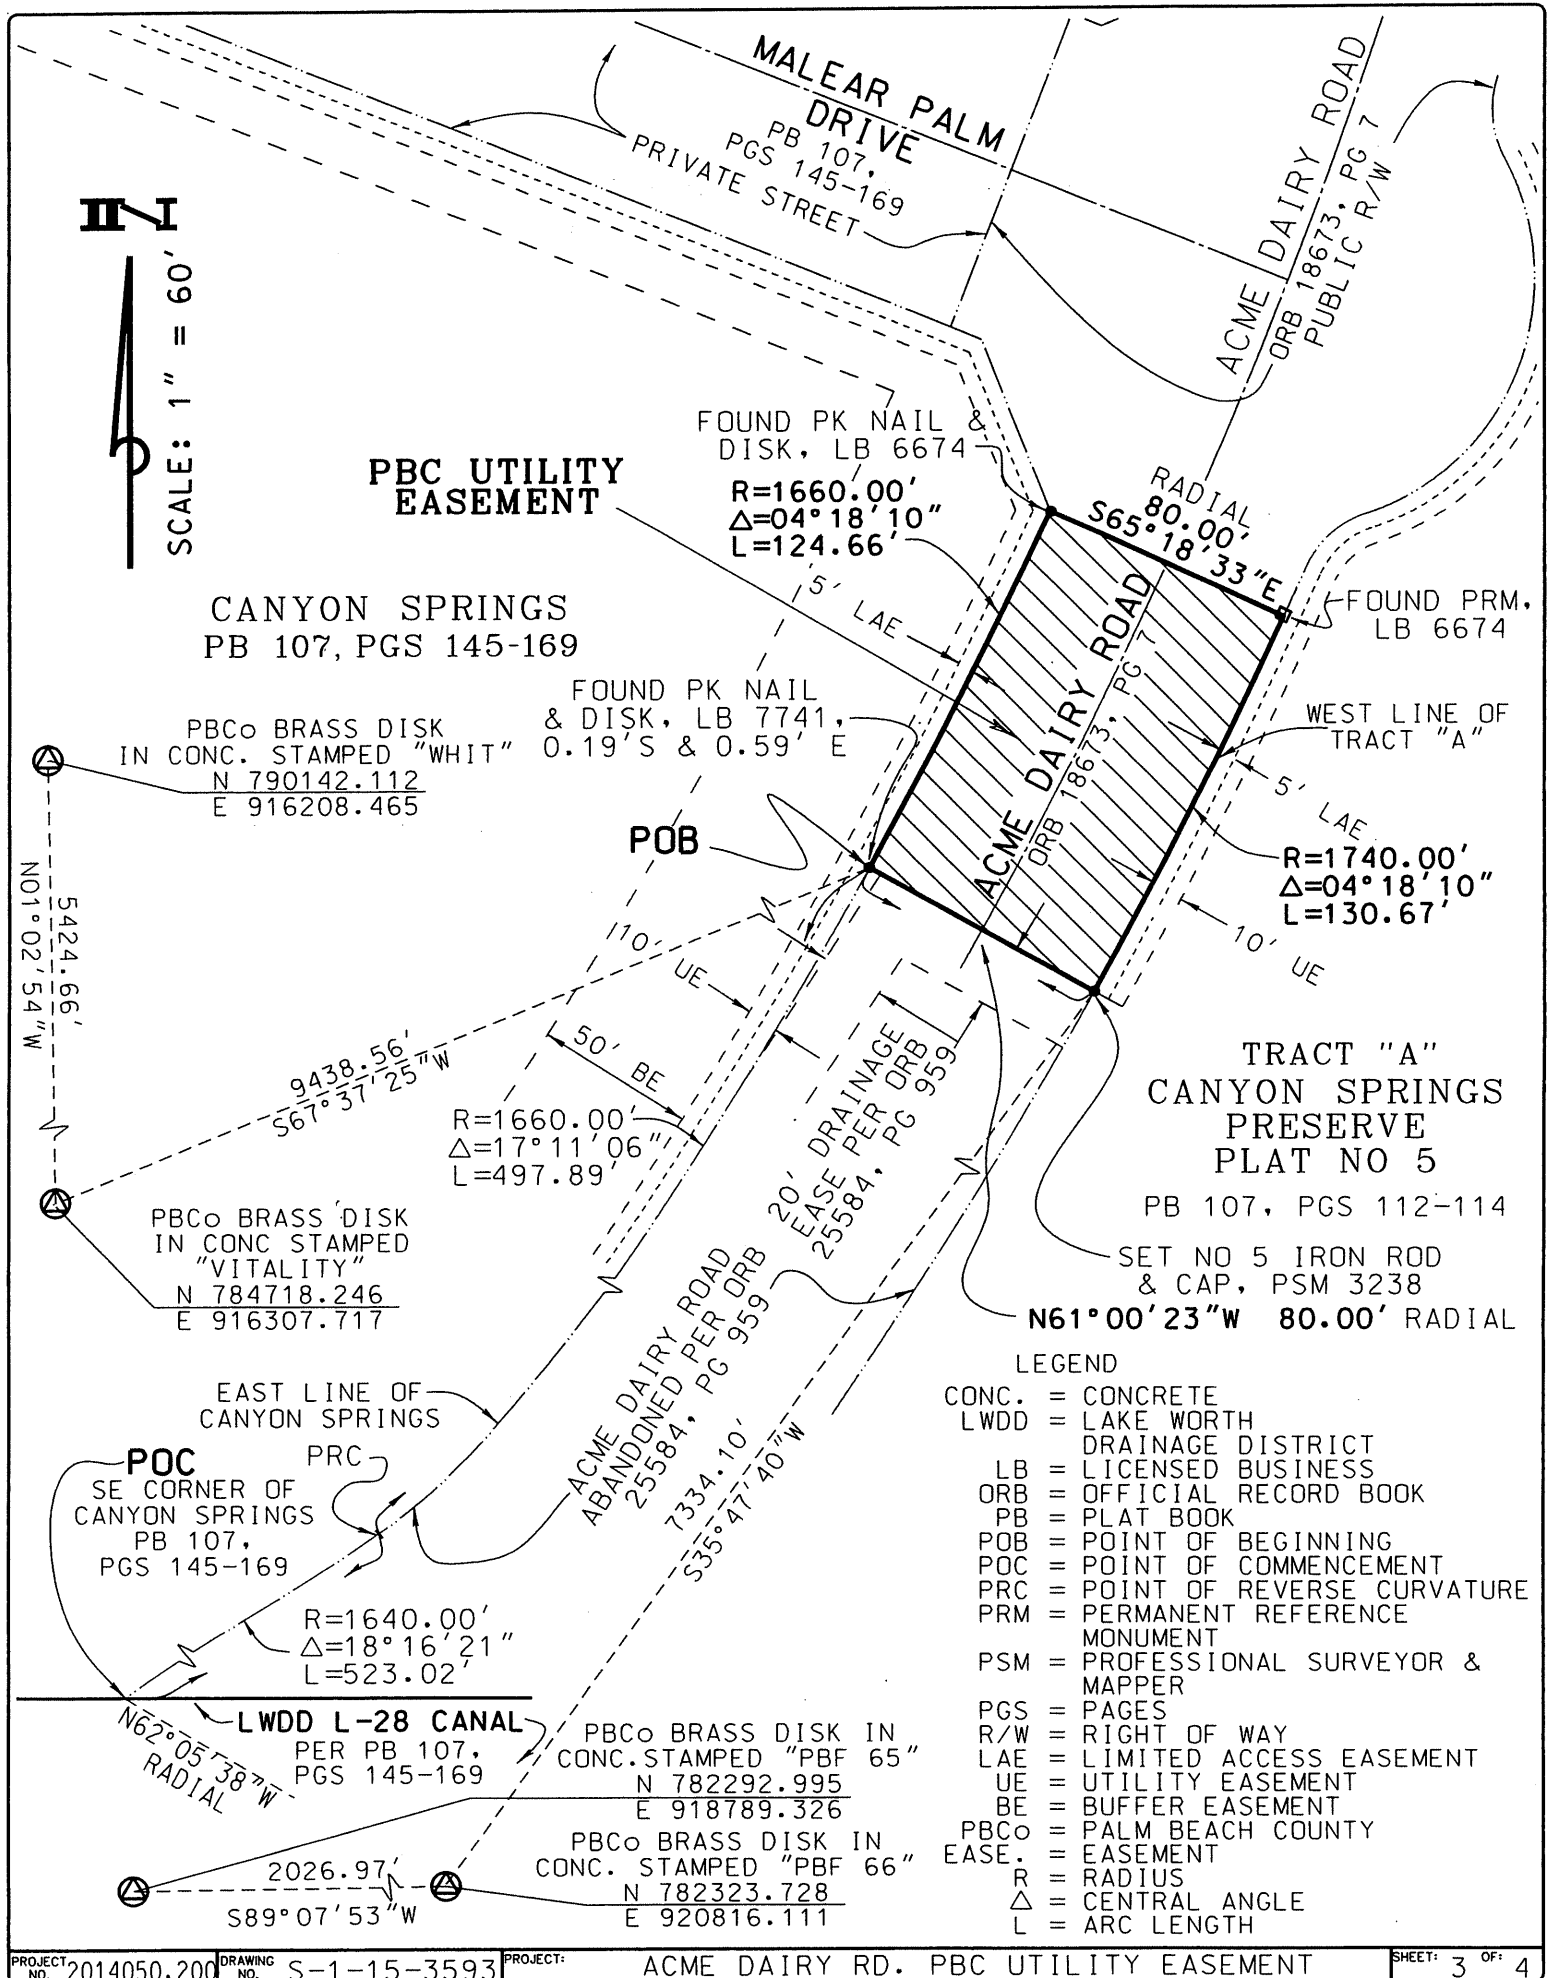 MALEAR PALM
DRIVE
PB 107,
PGS 145-169
PRIVATE STREET
ACME DAIRY ROAD
ORB 18673, PG 7
PUBLIC R/W
SCALE: 1" = 60'
FOUND PK NAIL &
DISK, LB 6674
PBC UTILITY
EASEMENT
R=1660.00'
Δ=04°18'10"
L=124.66'
RADIAL
80.00'
S65°18'33"E
5' LAE
FOUND PRM,
LB 6674
CANYON SPRINGS
PB 107, PGS 145-169
ACME DAIRY ROAD
ORB 18673, PG 7
FOUND PK NAIL
& DISK, LB 7741,
0.19'S & 0.59' E
WEST LINE OF
TRACT "A"
PBCo BRASS DISK
IN CONC. STAMPED "WHIT"
N 790142.112
E 916208.465
5' LAE
POB
R=1740.00'
Δ=04°18'10"
L=130.67'
5424.66'
N01°02'54"W
10' UE
10' UE
9438.56'
S67°37'25"W
50' BE
20' DRAINAGE
EASE PER ORB
25584, PG 959
TRACT "A"
CANYON SPRINGS
PRESERVE
PLAT NO 5
PB 107, PGS 112-114
R=1660.00'
Δ=17°11'06"
L=497.89'
PBCo BRASS DISK
IN CONC STAMPED
"VITALITY"
N 784718.246
E 916307.717
SET NO 5 IRON ROD
& CAP, PSM 3238
N61°00'23"W 80.00' RADIAL
ACME DAIRY ROAD
ABANDONED PER ORB
25584, PG 959
EAST LINE OF
CANYON SPRINGS
7334.10'
S35°47'40"W
POC
SE CORNER OF
CANYON SPRINGS
PB 107,
PGS 145-169
PRC
R=1640.00'
Δ=18°16'21"
L=523.02'
N62°05'38"W
RADIAL
LWDD L-28 CANAL
PER PB 107,
PGS 145-169
PBCo BRASS DISK IN
CONC.STAMPED "PBF 65"
N 782292.995
E 918789.326
PBCo BRASS DISK IN
CONC. STAMPED "PBF 66"
N 782323.728
E 920816.111
2026.97'
S89°07'53"W
LEGEND
CONC. = CONCRETE
LWDD = LAKE WORTH
DRAINAGE DISTRICT
LB = LICENSED BUSINESS
ORB = OFFICIAL RECORD BOOK
PB = PLAT BOOK
POB = POINT OF BEGINNING
POC = POINT OF COMMENCEMENT
PRC = POINT OF REVERSE CURVATURE
PRM = PERMANENT REFERENCE
MONUMENT
PSM = PROFESSIONAL SURVEYOR &
MAPPER
PGS = PAGES
R/W = RIGHT OF WAY
LAE = LIMITED ACCESS EASEMENT
UE = UTILITY EASEMENT
BE = BUFFER EASEMENT
PBCo = PALM BEACH COUNTY
EASE. = EASEMENT
R = RADIUS
Δ = CENTRAL ANGLE
L = ARC LENGTH
PROJECT NO. 2014050.200 DRAWING NO. S-1-15-3593 PROJECT: ACME DAIRY RD. PBC UTILITY EASEMENT SHEET: 3 OF: 4